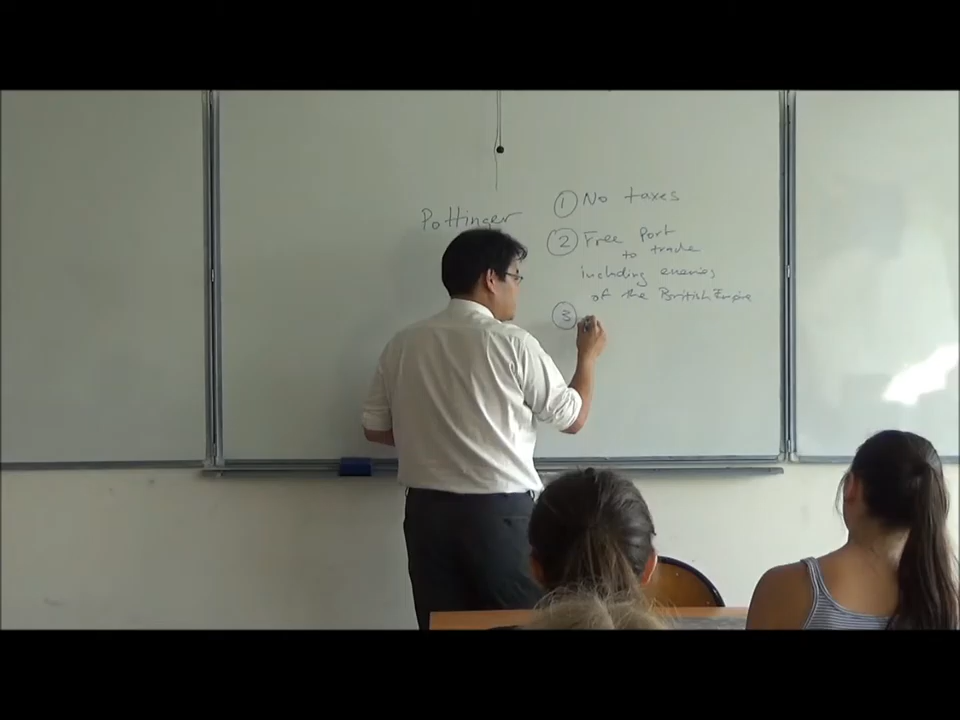 Pottinger
① No taxes
② Free Port
to trade
including enemies
of the British Empire
③